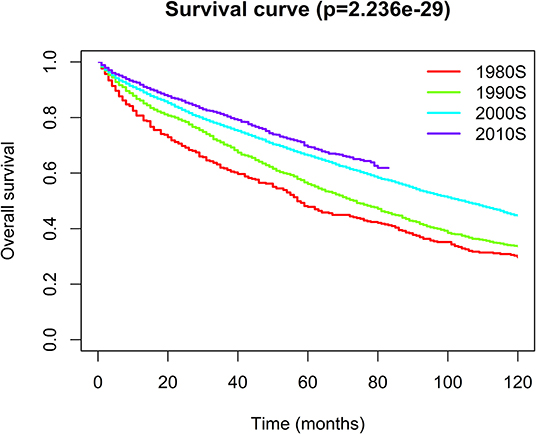 Survival curve (p=2.236e-29)
1980S
1990S
2000S
2010S
Overall survival
1.0
0.8
0.6
0.4
0.2
0.0
0 20 40 60 80 100 120
Time (months)